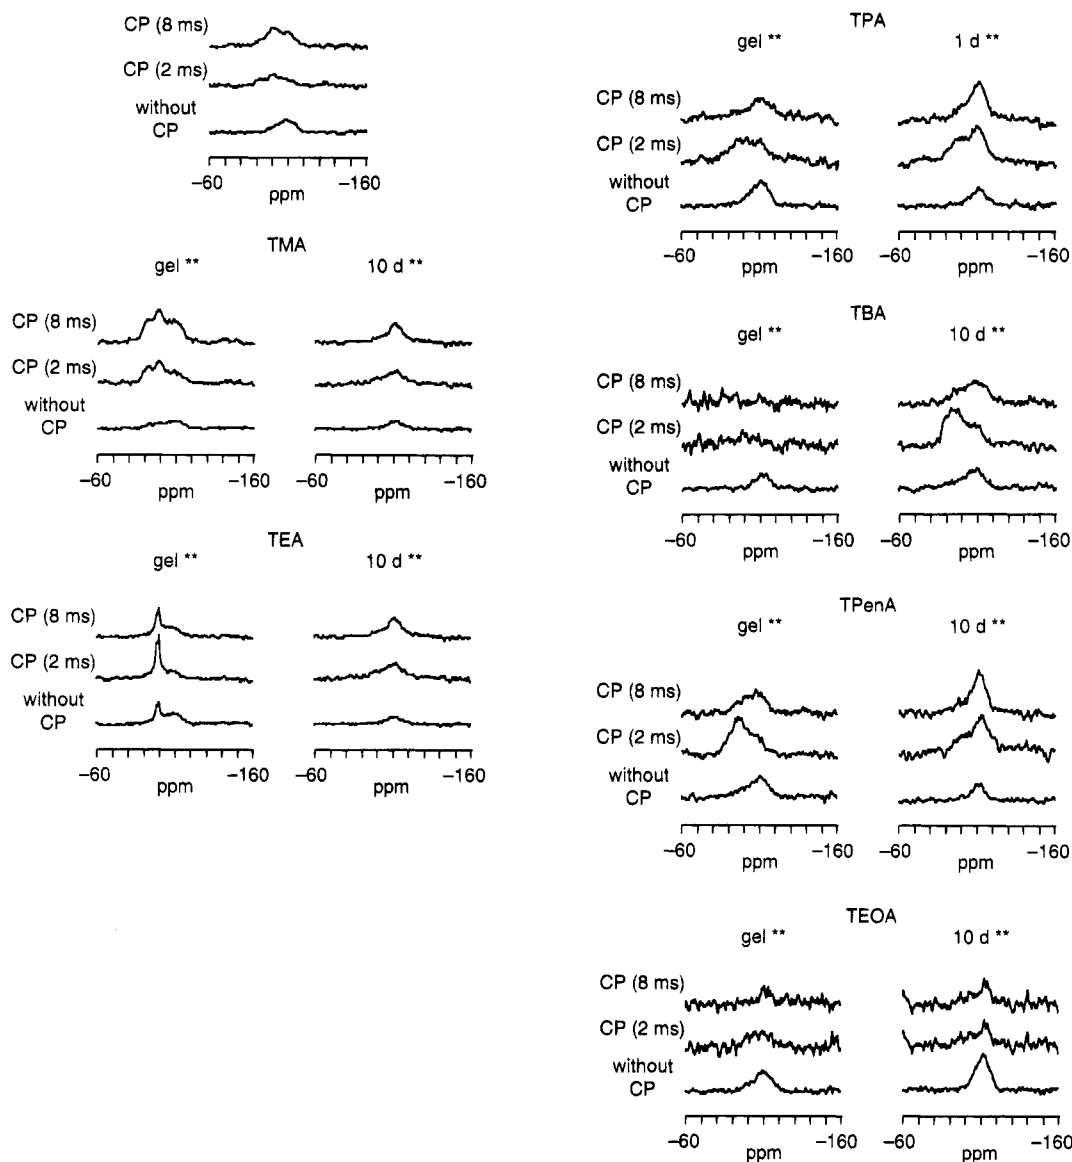 CP (8 ms)
CP (2 ms)
without
CP
−60 −160
ppm
TMA
gel ** 10 d **
CP (8 ms)
CP (2 ms)
without
CP
−60 −160 −60 −160
ppm ppm
TEA
gel ** 10 d **
CP (8 ms)
CP (2 ms)
without
CP
−60 −160 −60 −160
ppm ppm
TPA
gel ** 1 d **
CP (8 ms)
CP (2 ms)
without
CP
−60 −160 −60 −160
ppm ppm
TBA
gel ** 10 d **
CP (8 ms)
CP (2 ms)
without
CP
−60 −160 −60 −160
ppm ppm
TPenA
gel ** 10 d **
CP (8 ms)
CP (2 ms)
without
CP
−60 −160 −60 −160
ppm ppm
TEOA
gel ** 10 d **
CP (8 ms)
CP (2 ms)
without
CP
−60 −160 −60 −160
ppm ppm